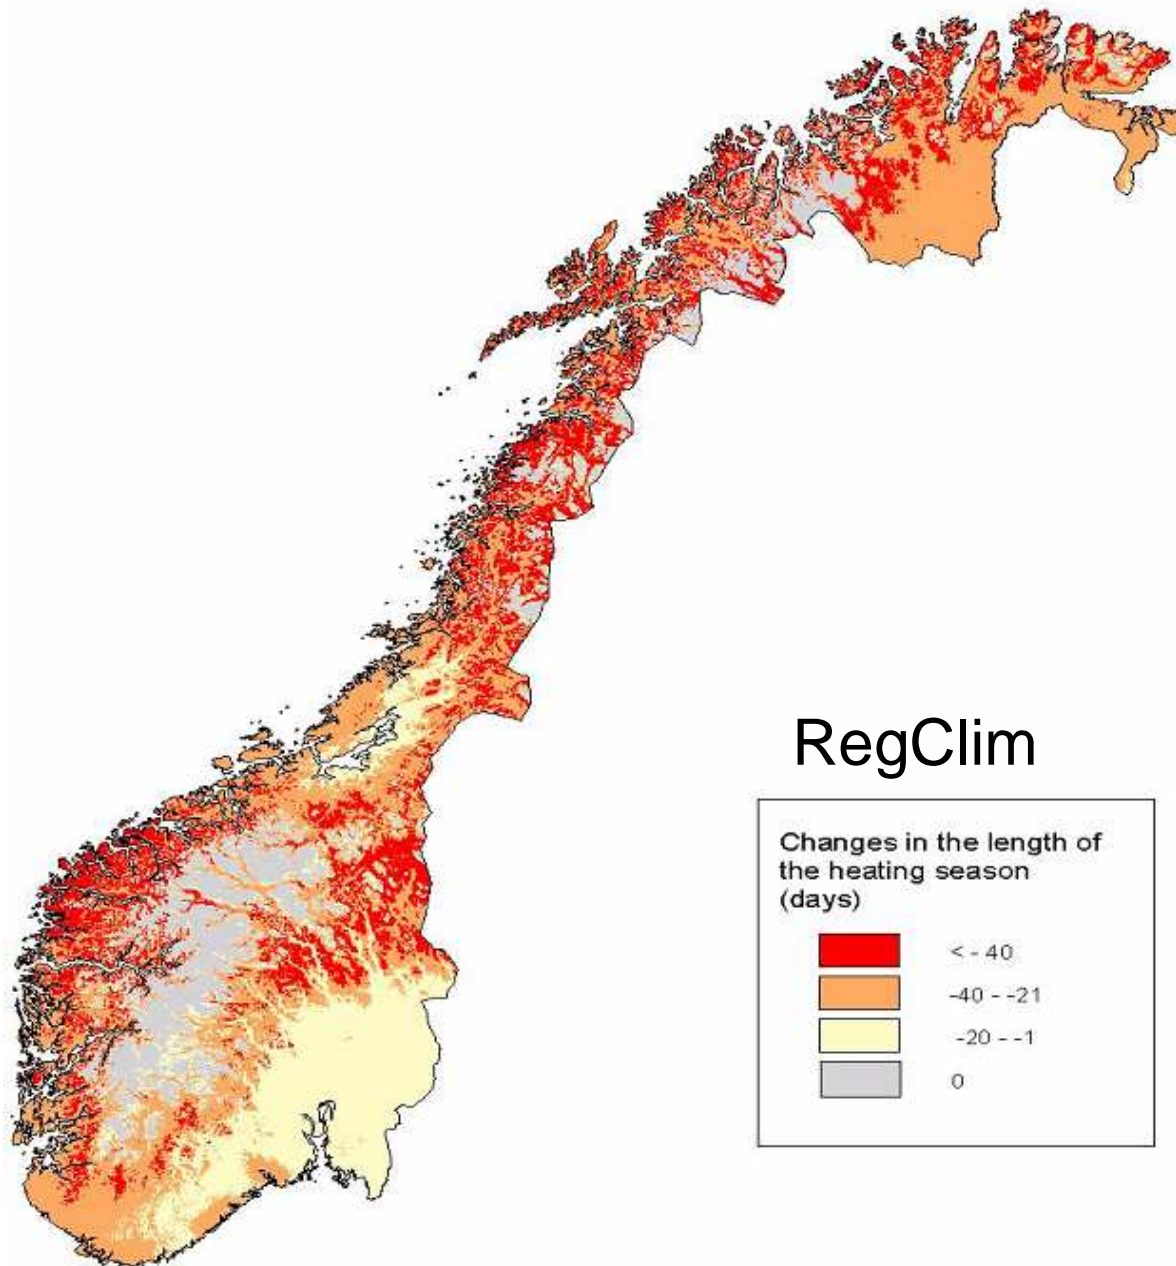 RegClim
Changes in the length of
the heating season
(days)
< - 40
-40 - -21
-20 - -1
0